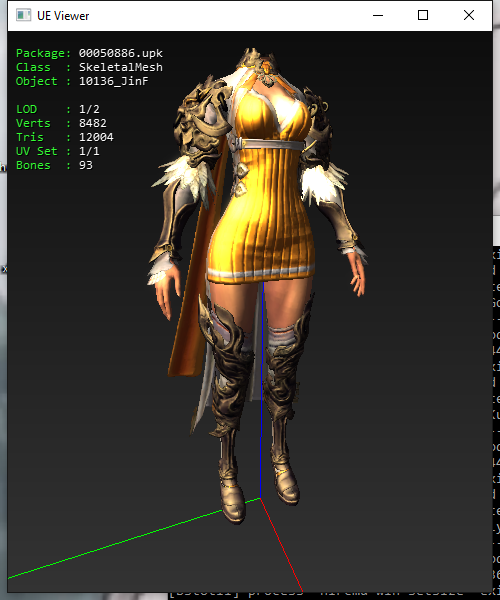 UE Viewer
Package: 00050886.upk
Class  : SkeletalMesh
Object : 10136_JinF
LOD    : 1/2
Verts  : 8482
Tris   : 12004
UV Set : 1/1
Bones  : 93